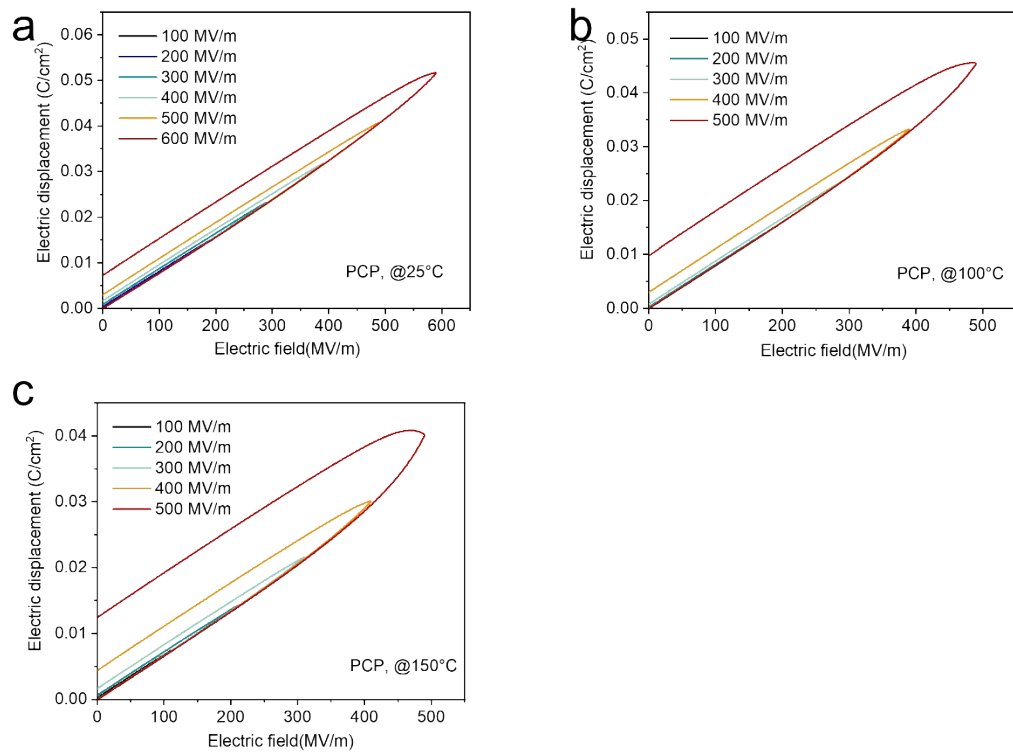 a
Electric displacement (C/cm²)
0.06
0.05
0.04
0.03
0.02
0.01
0.00
100 MV/m
200 MV/m
300 MV/m
400 MV/m
500 MV/m
600 MV/m
PCP, @25°C
0 100 200 300 400 500 600
Electric field(MV/m)
b
Electric displacement (C/cm²)
0.05
0.04
0.03
0.02
0.01
0.00
100 MV/m
200 MV/m
300 MV/m
400 MV/m
500 MV/m
PCP, @100°C
0 100 200 300 400 500
Electric field(MV/m)
c
Electric displacement (C/cm²)
0.04
0.03
0.02
0.01
0.00
100 MV/m
200 MV/m
300 MV/m
400 MV/m
500 MV/m
PCP, @150°C
0 100 200 300 400 500
Electric field(MV/m)